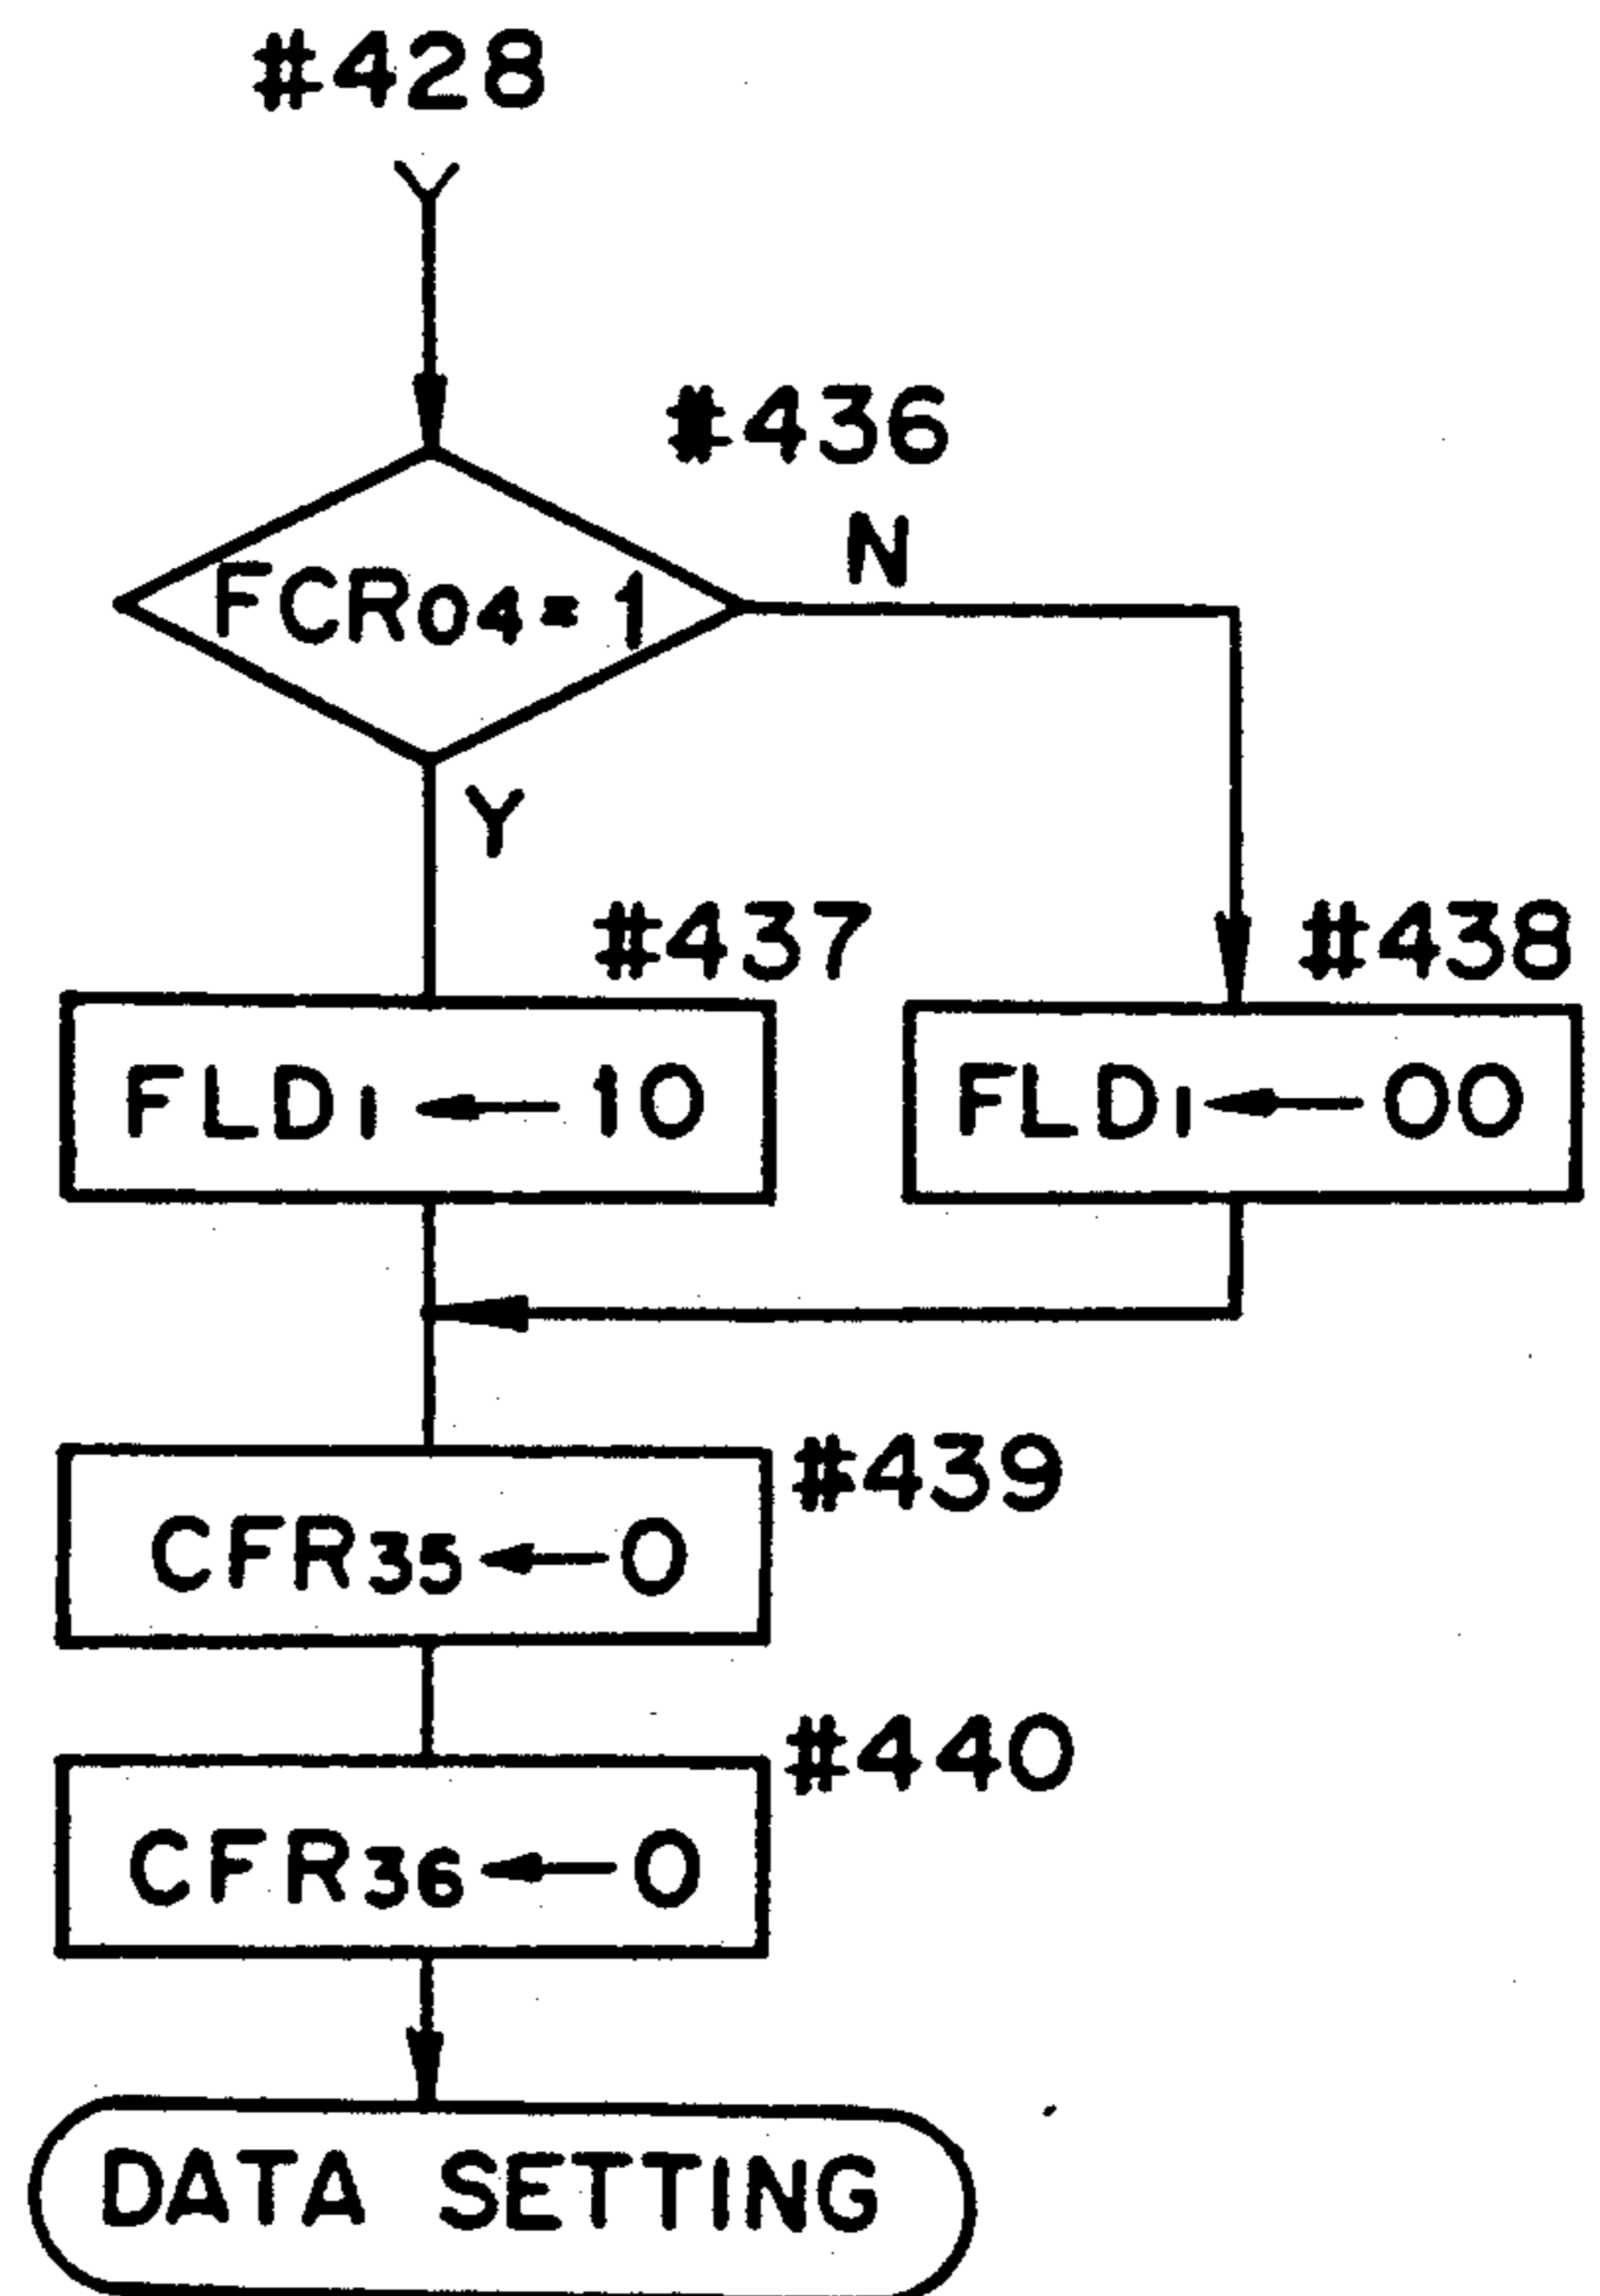 #428
Y
#436
N
FCR04=1
Y
#437
#438
FLD1←10
FLD1←00
#439
CFR35←0
#440
CFR36←0
DATA SETTING